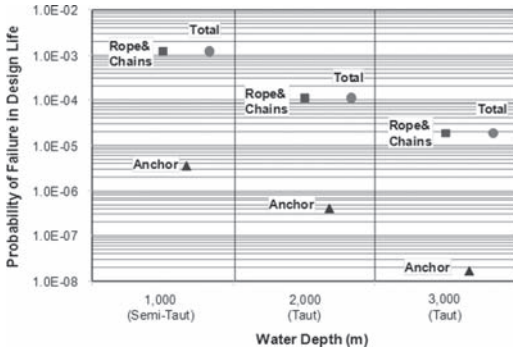 Probability of Failure in Design Life
1.0E-02
1.0E-03
1.0E-04
1.0E-05
1.0E-06
1.0E-07
1.0E-08
Total
Rope&
Chains
Anchor
Total
Rope&
Chains
Anchor
Total
Rope&
Chains
Anchor
1,000
(Semi-Taut)
2,000
(Taut)
3,000
(Taut)
Water Depth (m)